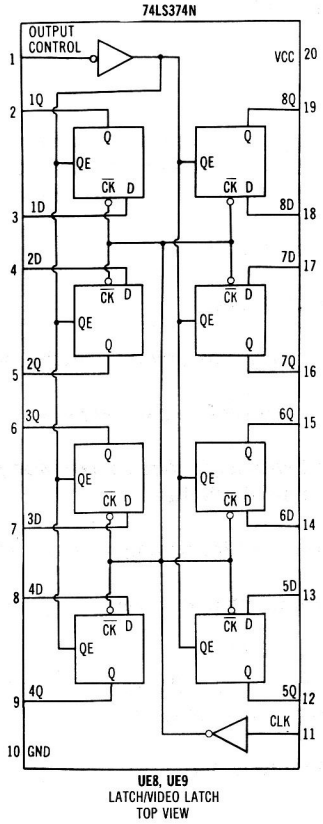 74LS374N
OUTPUT
CONTROL
1
VCC 20
2 1Q
8Q 19
Q
Q
QE
QE
CK D
CK D
3 1D
8D 18
4 2D
7D 17
CK D
CK D
QE
QE
Q
Q
5 2Q
7Q 16
6 3Q
6Q 15
Q
Q
QE
QE
CK D
CK D
7 3D
6D 14
8 4D
5D 13
CK D
CK D
QE
QE
Q
Q
9 4Q
5Q 12
CLK 11
10 GND
UE8, UE9
LATCH/VIDEO LATCH
TOP VIEW